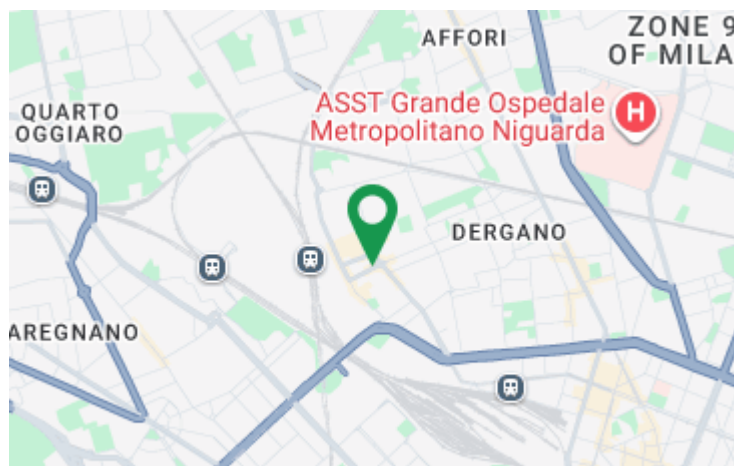 ZONE 9
OF MILA
AFFORI
ASST Grande Ospedale
Metropolitano Niguarda
H
QUARTO
OGGIARO
DERGANO
AREGNANO